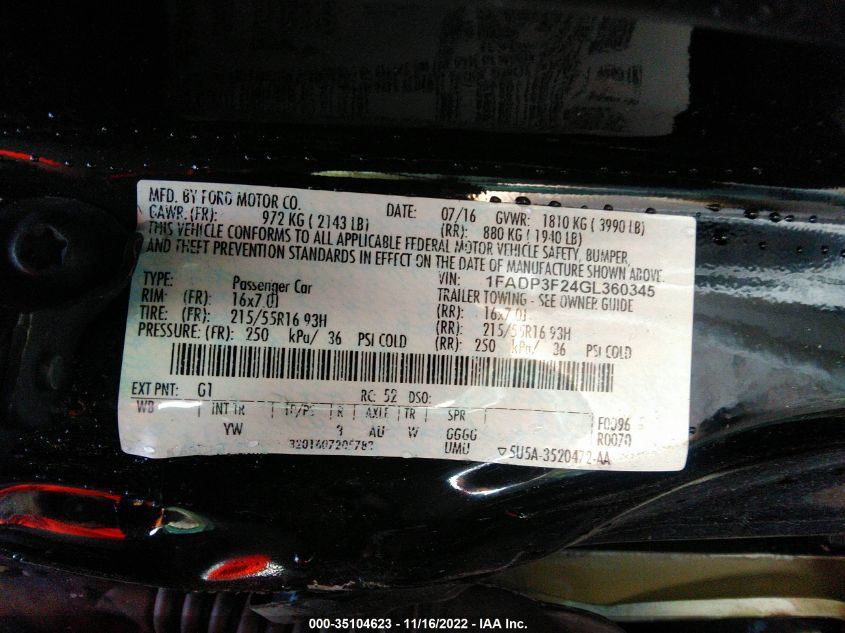 MFD. BY FORD MOTOR CO. DATE: 07/16 GVWR: 1810 KG ( 3990 LB)
GAWR: (FR): 972 KG ( 2143 LB) (RR): 880 KG ( 1940 LB)
THIS VEHICLE CONFORMS TO ALL APPLICABLE FEDERAL MOTOR VEHICLE SAFETY, BUMPER,
AND THEFT PREVENTION STANDARDS IN EFFECT ON THE DATE OF MANUFACTURE SHOWN ABOVE.
VIN: 1FADP3F24GL360345
TYPE: Passenger Car TRAILER TOWING - SEE OWNER GUIDE
RIM: (FR): 16x7.0J (RR): 16x7.0J
TIRE: (FR): 215/55R16 93H (RR): 215/55R16 93H
PRESSURE: (FR): 250 kPa/ 36 PSI COLD (RR): 250 kPa/ 36 PSI COLD
EXT PNT: G1 RC: 52 DSO:
WB INT TR TP/PS R AXLE TR SPR
YW 3 AU W GGGG
UMU
F0096
R0070
▽5U5A-3520472-AA
000-35104623 - 11/16/2022 - IAA Inc.